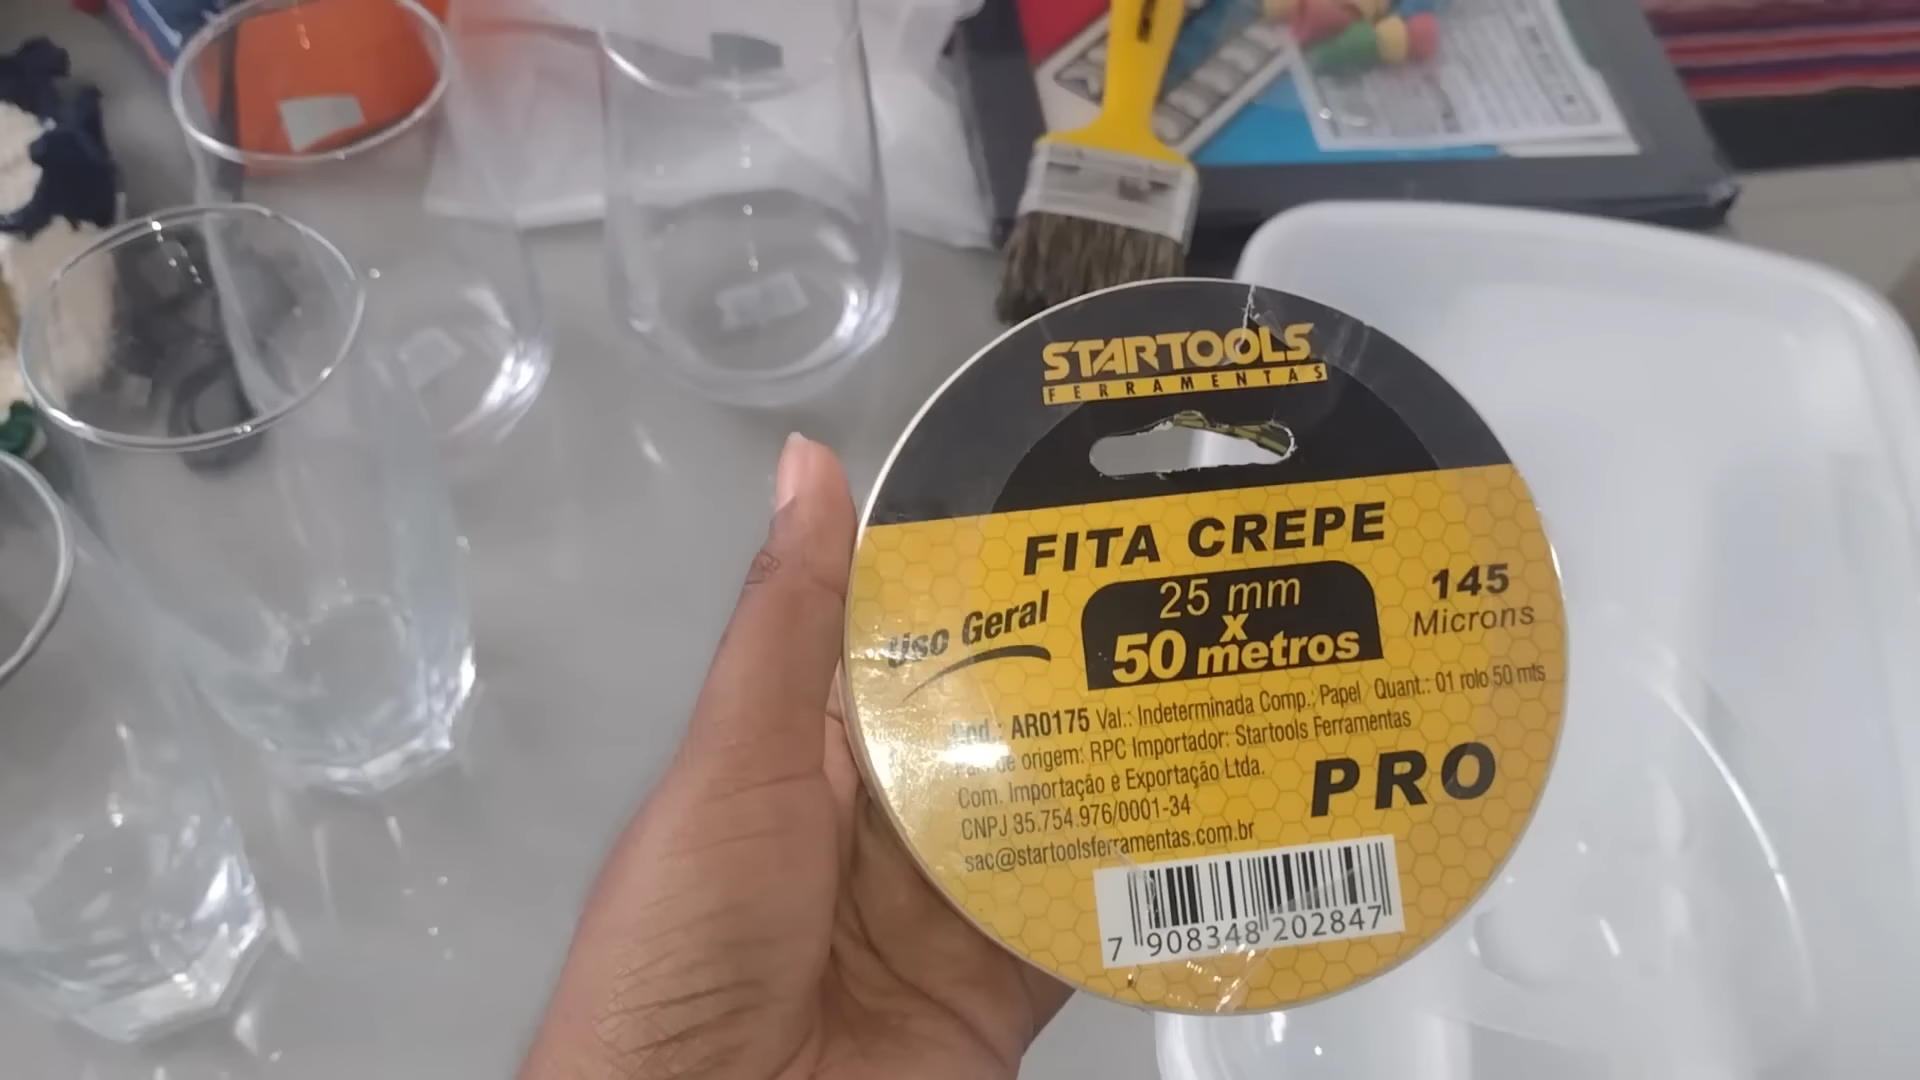 STARTOOLS
FERRAMENTAS
FITA CREPE
Uso Geral
25 mm
x
50 metros
145
Microns
AR0175 Val.: Indeterminada Comp.: Papel Quant.: 01 rolo 50 mts
de origem: RPC Importador: Startools Ferramentas
Com. Importação e Exportação Ltda.
CNPJ 35.754.976/0001-34
sac@startoolsferramentas.com.br
PRO
7 908348 202847